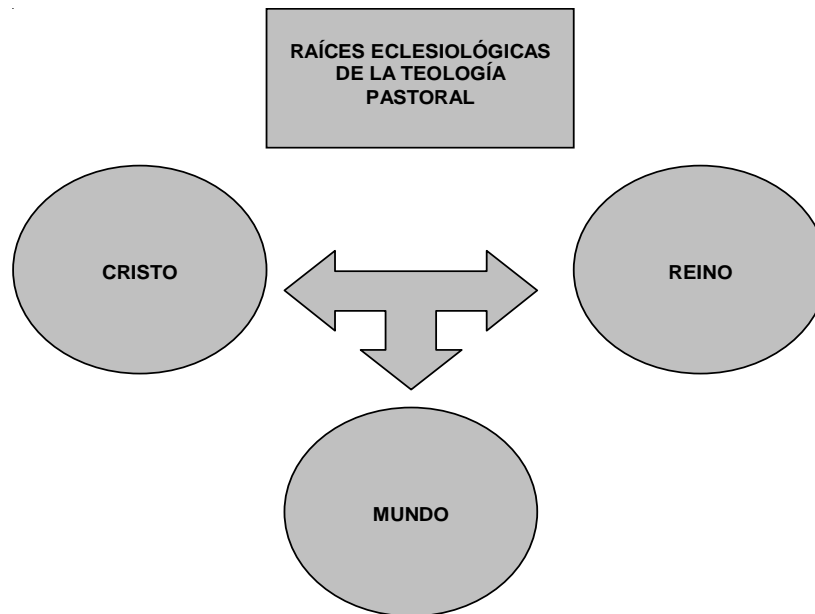 RAÍCES ECLESIOLÓGICAS
DE LA TEOLOGÍA
PASTORAL
CRISTO
REINO
MUNDO